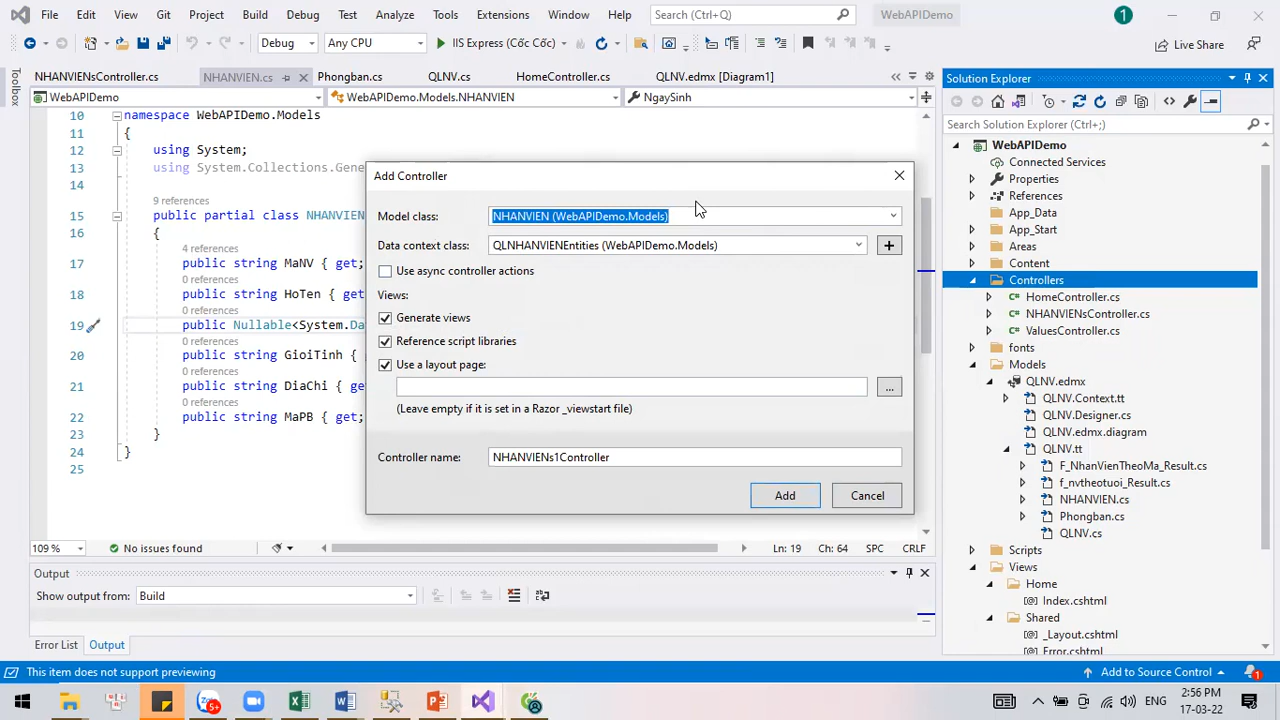 File Edit View Git Project Build Debug Test Analyze Tools Extensions Window Help Search (Ctrl+Q) WebAPIDemo 1
Debug Any CPU IIS Express (Cốc Cốc) Live Share
Toolbox
NHANVIENsController.cs NHANVIEN.cs Phongban.cs QLNV.cs HomeController.cs QLNV.edmx [Diagram1]
WebAPIDemo WebAPIDemo.Models.NHANVIEN NgaySinh
10 namespace WebAPIDemo.Models
11 {
12 using System;
13 using System.Collections.Gene
14
9 references
15 public partial class NHANVIEN
16 {
4 references
17 public string MaNV { get;
0 references
18 public string HoTen { get
0 references
19 public Nullable<System.Da
0 references
20 public string GioiTinh {
0 references
21 public string DiaChi { get
0 references
22 public string MaPB { get;
23 }
24 }
25
Add Controller
Model class: NHANVIEN (WebAPIDemo.Models)
Data context class: QLNHANVIENEntities (WebAPIDemo.Models)
Use async controller actions
Views:
Generate views
Reference script libraries
Use a layout page:
...
(Leave empty if it is set in a Razor _viewstart file)
Controller name: NHANVIENs1Controller
Add Cancel
109 % No issues found Ln: 19 Ch: 64 SPC CRLF
Output
Show output from: Build
Error List Output
Solution Explorer
Search Solution Explorer (Ctrl+;)
WebAPIDemo
Connected Services
Properties
References
App_Data
App_Start
Areas
Content
Controllers
C# HomeController.cs
C# NHANVIENsController.cs
C# ValuesController.cs
fonts
Models
QLNV.edmx
QLNV.Context.tt
QLNV.Designer.cs
QLNV.edmx.diagram
QLNV.tt
F_NhanVienTheoMa_Result.cs
f_nvtheotuoi_Result.cs
NHANVIEN.cs
Phongban.cs
QLNV.cs
Scripts
Views
Home
[@] Index.cshtml
Shared
[@] _Layout.cshtml
[@] Error.cshtml
This item does not support previewing Add to Source Control 1
5+ ENG 2:56 PM
17-03-22